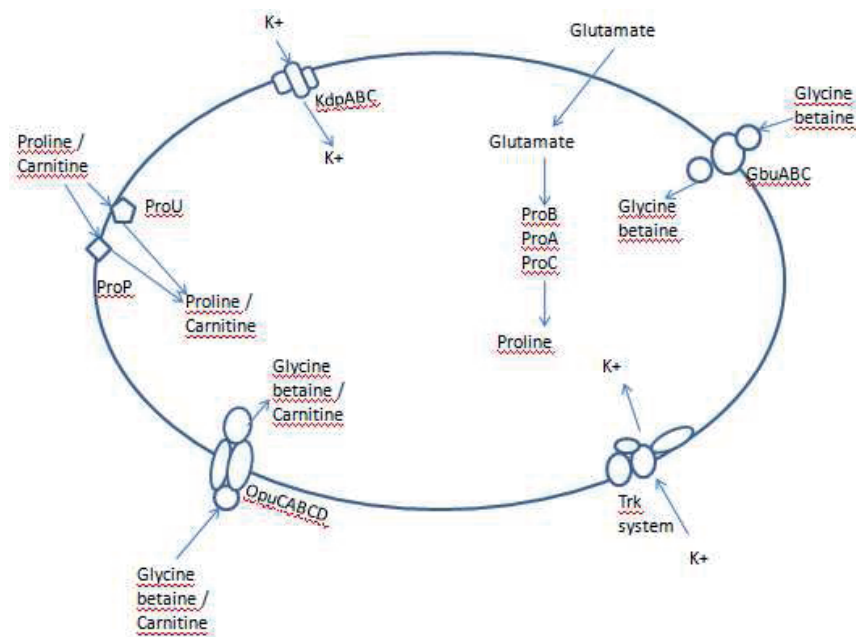 K+
Glutamate
KdpABC
K+
Glycine
betaine
Proline /
Carnitine
Glutamate
GbuABC
ProU
Glycine
betaine
ProB
ProA
ProC
ProP
Proline /
Carnitine
Proline
Glycine
betaine /
Carnitine
K+
OpuCABCD
Trk
system
K+
Glycine
betaine /
Carnitine